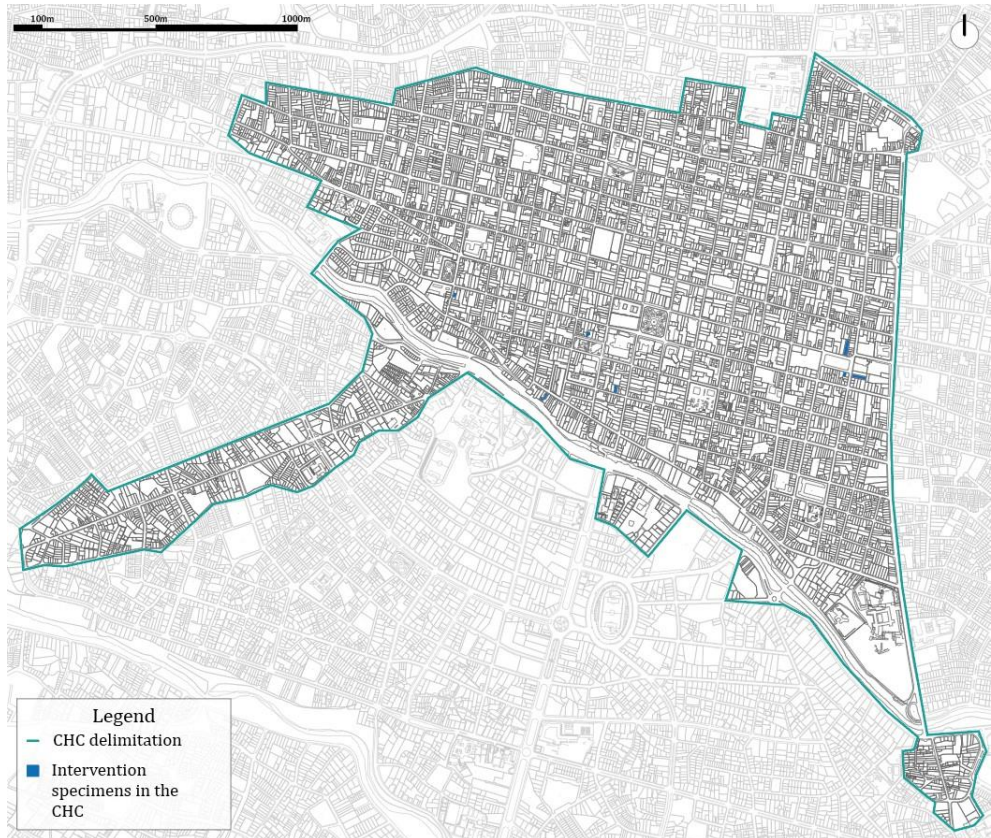 100m 500m 1000m
Legend
CHC delimitation
Intervention
specimens in the
CHC